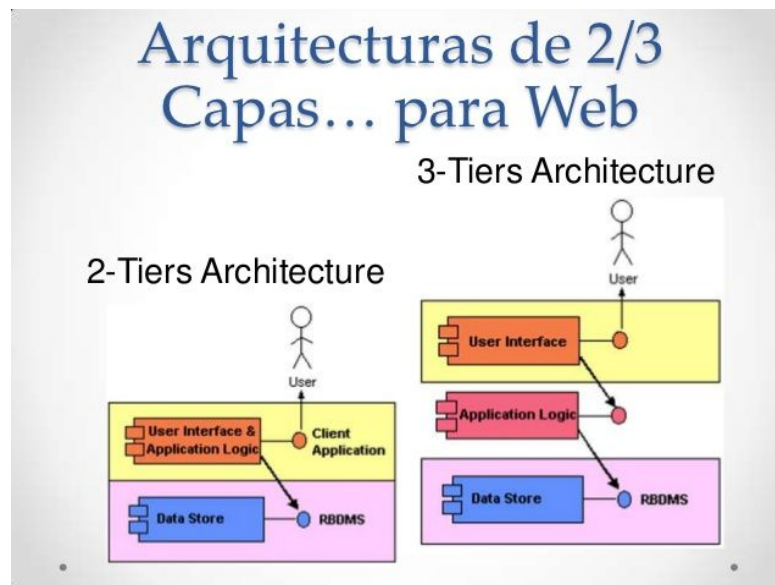 Arquitecturas de 2/3
Capas... para Web
3-Tiers Architecture
User
User Interface
Application Logic
Data Store
RBDMS
2-Tiers Architecture
User
User Interface &
Application Logic
Client
Application
Data Store
RBDMS